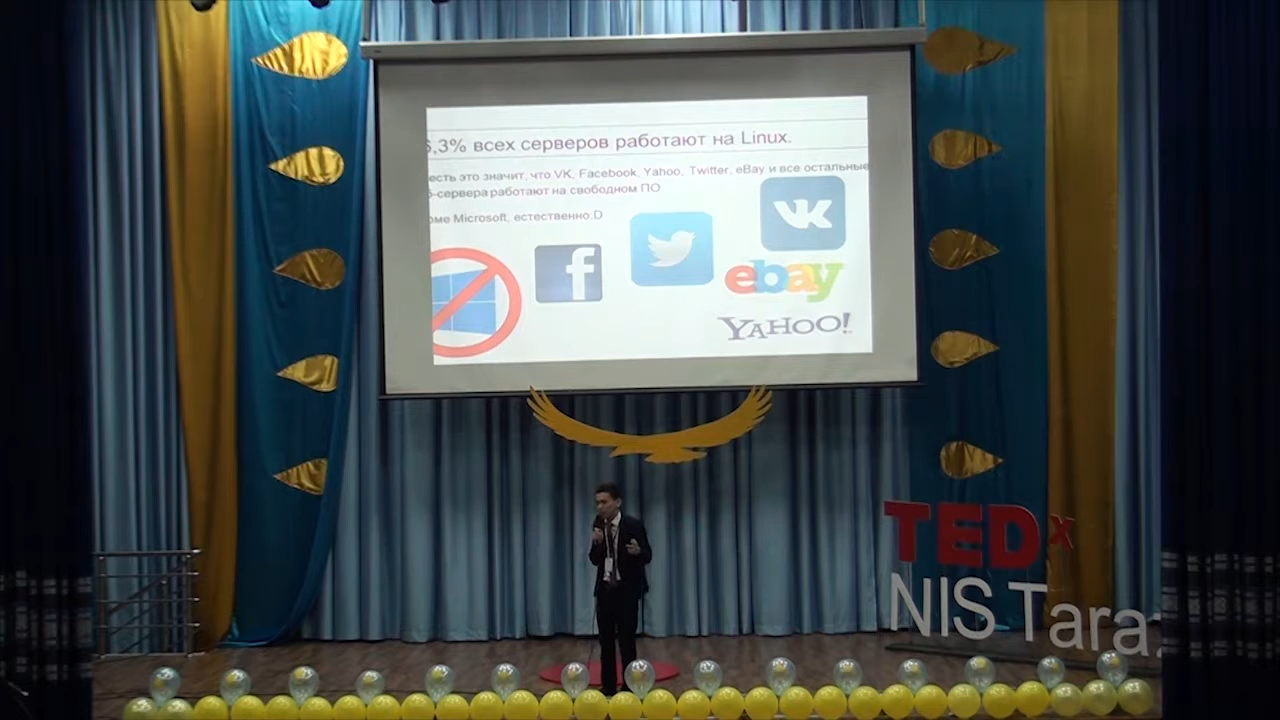 6,3% всех серверов работают на Linux.
есть это значит, что VK, Facebook, Yahoo, Twitter, eBay и все остальные
б-сервера работают на свободном ПО
оме Microsoft, естественно:D
f
VK
ebay
YAHOO!
TEDx
NIS Tara